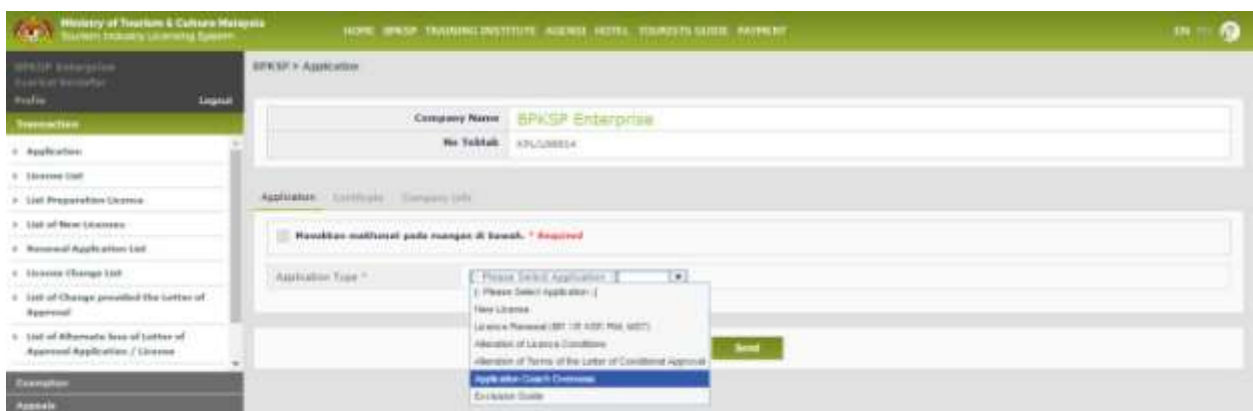 Ministry of Tourism & Culture Malaysia
Tourism Industry Licensing System
HOME BPKSP TRAINING INSTITUTE AGENSI HOTEL TOURISTS GUIDE PAYMENT
EN
BPKSP Enterprise
Profile Logout
Transaction
Application
License List
List Preparation License
List of New Licenses
Renewal Application List
License Change List
List of Change provided the Letter of
Approval
List of Alternate loss of Letter of
Approval Application / License
Exemption
Appeals
BPKSP > Application
Company Name BPKSP Enterprise
No Tobtab
Application Certificate Company Info
Masukkan maklumat pada ruangan di bawah. * Required
Application Type *
[ Please Select Application ]
[ Please Select Application ]
New License
Licence Renewal
Alteration of Licence Conditions
Alteration of Terms of the Letter of Conditional Approval
Application Coach Overseas
Exclusion Guide
Send